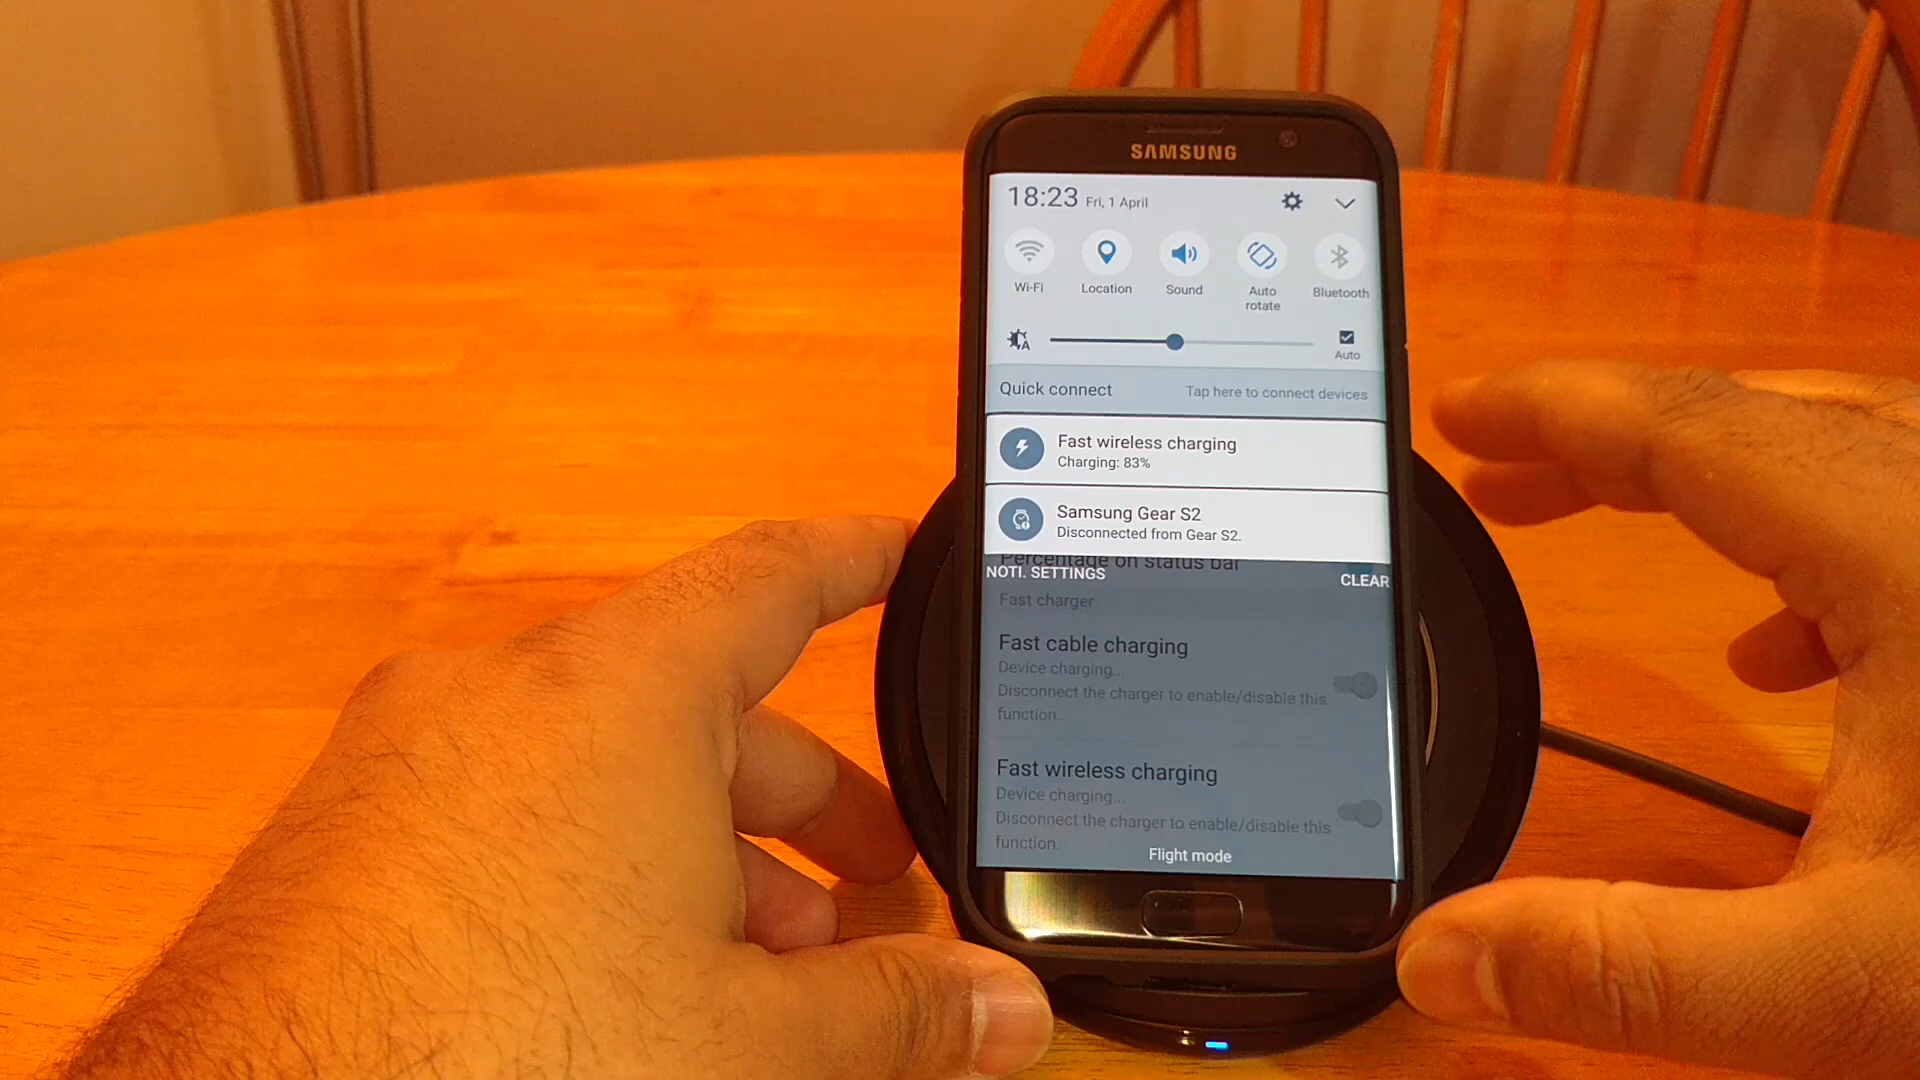 SAMSUNG
18:23 Fri, 1 April
Wi-Fi
Location
Sound
Auto
rotate
Bluetooth
A
Auto
Quick connect
Tap here to connect devices
Fast wireless charging
Charging: 83%
Samsung Gear S2
Disconnected from Gear S2.
Percentage on status bar
NOTI. SETTINGS
CLEAR
Fast charger
Fast cable charging
Device charging...
Disconnect the charger to enable/disable this
function.
Fast wireless charging
Device charging...
Disconnect the charger to enable/disable this
function.
Flight mode